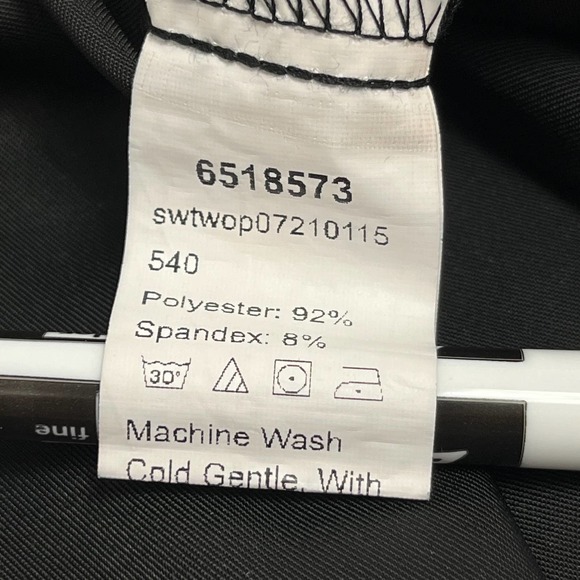 6518573
swtwop07210115
540
Polyester: 92%
Spandex: 8%
30°
Machine Wash
Cold Gentle, With
fine